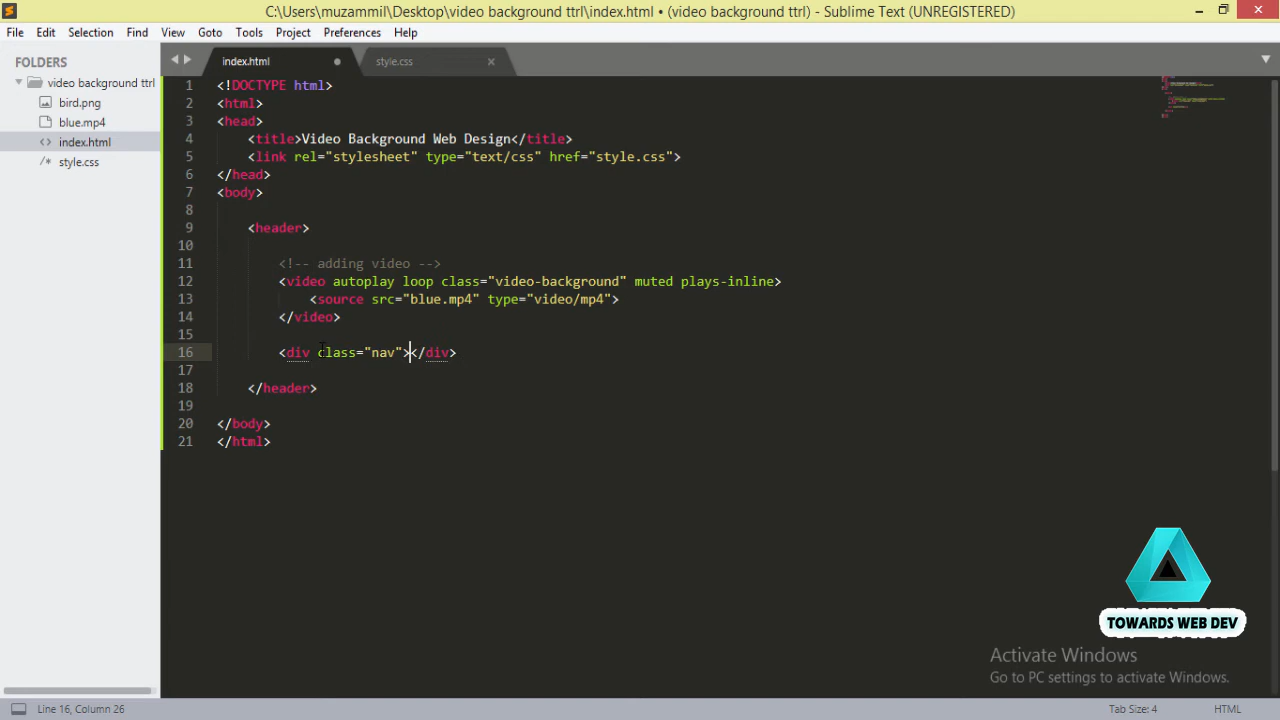 C:\Users\muzammil\Desktop\video background ttrl\index.html • (video background ttrl) - Sublime Text (UNREGISTERED)
File Edit Selection Find View Goto Tools Project Preferences Help
FOLDERS
video background ttrl
bird.png
blue.mp4
<> index.html
/* style.css
index.html
style.css
1 <!DOCTYPE html>
2 <html>
3 <head>
4 <title>Video Background Web Design</title>
5 <link rel="stylesheet" type="text/css" href="style.css">
6 </head>
7 <body>
8
9 <header>
10
11 <!-- adding video -->
12 <video autoplay loop class="video-background" muted plays-inline>
13 <source src="blue.mp4" type="video/mp4">
14 </video>
15
16 <div class="nav"></div>
17
18 </header>
19
20 </body>
21 </html>
TOWARDS WEB DEV
Activate Windows
Go to PC settings to activate Windows.
Line 16, Column 26
Tab Size: 4
HTML